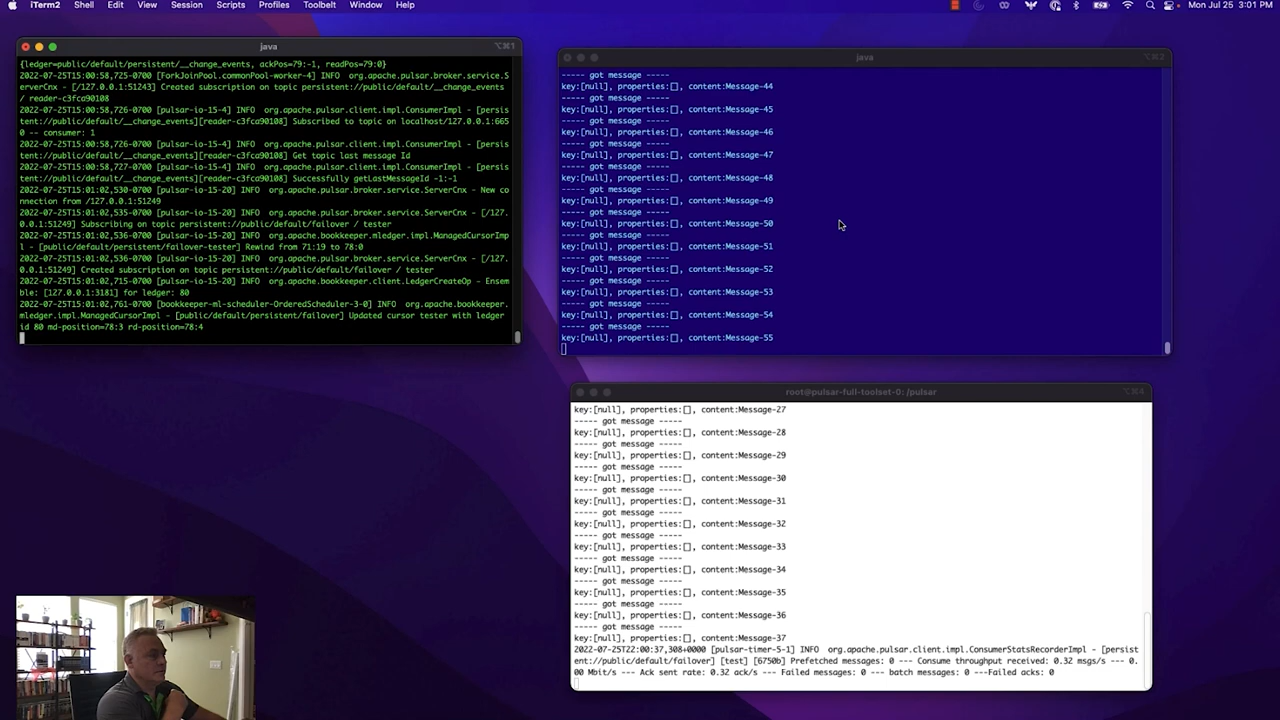 iTerm2 Shell Edit View Session Scripts Profiles Toolbelt Window Help Mon Jul 25 3:01 PM
java ⌥⌘1
{ledger=public/default/persistent/__change_events, ackPos=79:-1, readPos=79:0}
2022-07-25T15:00:58,725-0700 [ForkJoinPool.commonPool-worker-4] INFO org.apache.pulsar.broker.service.S
erverCnx - [/127.0.0.1:51243] Created subscription on topic persistent://public/default/__change_events
/ reader-c3fca90108
2022-07-25T15:00:58,726-0700 [pulsar-io-15-4] INFO org.apache.pulsar.client.impl.ConsumerImpl - [persis
tent://public/default/__change_events][reader-c3fca90108] Subscribed to topic on localhost/127.0.0.1:665
0 -- consumer: 1
2022-07-25T15:00:58,726-0700 [pulsar-io-15-4] INFO org.apache.pulsar.client.impl.ConsumerImpl - [persis
tent://public/default/__change_events][reader-c3fca90108] Get topic last message Id
2022-07-25T15:00:58,727-0700 [pulsar-io-15-4] INFO org.apache.pulsar.client.impl.ConsumerImpl - [persis
tent://public/default/__change_events][reader-c3fca90108] Successfully getLastMessageId -1:-1
2022-07-25T15:01:02,530-0700 [pulsar-io-15-20] INFO org.apache.pulsar.broker.service.ServerCnx - New co
nnection from /127.0.0.1:51249
2022-07-25T15:01:02,535-0700 [pulsar-io-15-20] INFO org.apache.pulsar.broker.service.ServerCnx - [/127.
0.0.1:51249] Subscribing on topic persistent://public/default/failover / tester
2022-07-25T15:01:02,535-0700 [pulsar-io-15-20] INFO org.apache.bookkeeper.mledger.impl.ManagedCursorImp
l - [public/default/persistent/failover-tester] Rewind from 71:19 to 78:0
2022-07-25T15:01:02,536-0700 [pulsar-io-15-20] INFO org.apache.pulsar.broker.service.ServerCnx - [/127.
0.0.1:51249] Created subscription on topic persistent://public/default/failover / tester
2022-07-25T15:01:02,715-0700 [pulsar-io-15-20] INFO org.apache.bookkeeper.client.LedgerCreateOp - Ensem
ble: [127.0.0.1:3181] for ledger: 80
2022-07-25T15:01:02,761-0700 [bookkeeper-ml-scheduler-OrderedScheduler-3-0] INFO org.apache.bookkeeper.
mledger.impl.ManagedCursorImpl - [public/default/persistent/failover] Updated cursor tester with ledger
id 80 md-position=78:3 rd-position=78:4
java ⌥⌘2
----- got message -----
key:[null], properties:[], content:Message-44
----- got message -----
key:[null], properties:[], content:Message-45
----- got message -----
key:[null], properties:[], content:Message-46
----- got message -----
key:[null], properties:[], content:Message-47
----- got message -----
key:[null], properties:[], content:Message-48
----- got message -----
key:[null], properties:[], content:Message-49
----- got message -----
key:[null], properties:[], content:Message-50
----- got message -----
key:[null], properties:[], content:Message-51
----- got message -----
key:[null], properties:[], content:Message-52
----- got message -----
key:[null], properties:[], content:Message-53
----- got message -----
key:[null], properties:[], content:Message-54
----- got message -----
key:[null], properties:[], content:Message-55
root@pulsar-full-toolset-0: /pulsar
key:[null], properties:[], content:Message-27
----- got message -----
key:[null], properties:[], content:Message-28
----- got message -----
key:[null], properties:[], content:Message-29
----- got message -----
key:[null], properties:[], content:Message-30
----- got message -----
key:[null], properties:[], content:Message-31
----- got message -----
key:[null], properties:[], content:Message-32
----- got message -----
key:[null], properties:[], content:Message-33
----- got message -----
key:[null], properties:[], content:Message-34
----- got message -----
key:[null], properties:[], content:Message-35
----- got message -----
key:[null], properties:[], content:Message-36
----- got message -----
key:[null], properties:[], content:Message-37
2022-07-25T22:00:37,308+0000 [pulsar-timer-5-1] INFO org.apache.pulsar.client.impl.ConsumerStatsRecorderImpl - [persist
ent://public/default/failover] [test] [6750b] Prefetched messages: 0 --- Consume throughput received: 0.32 msgs/s --- 0.
00 Mbit/s --- Ack sent rate: 0.32 ack/s --- Failed messages: 0 --- batch messages: 0 ---Failed acks: 0